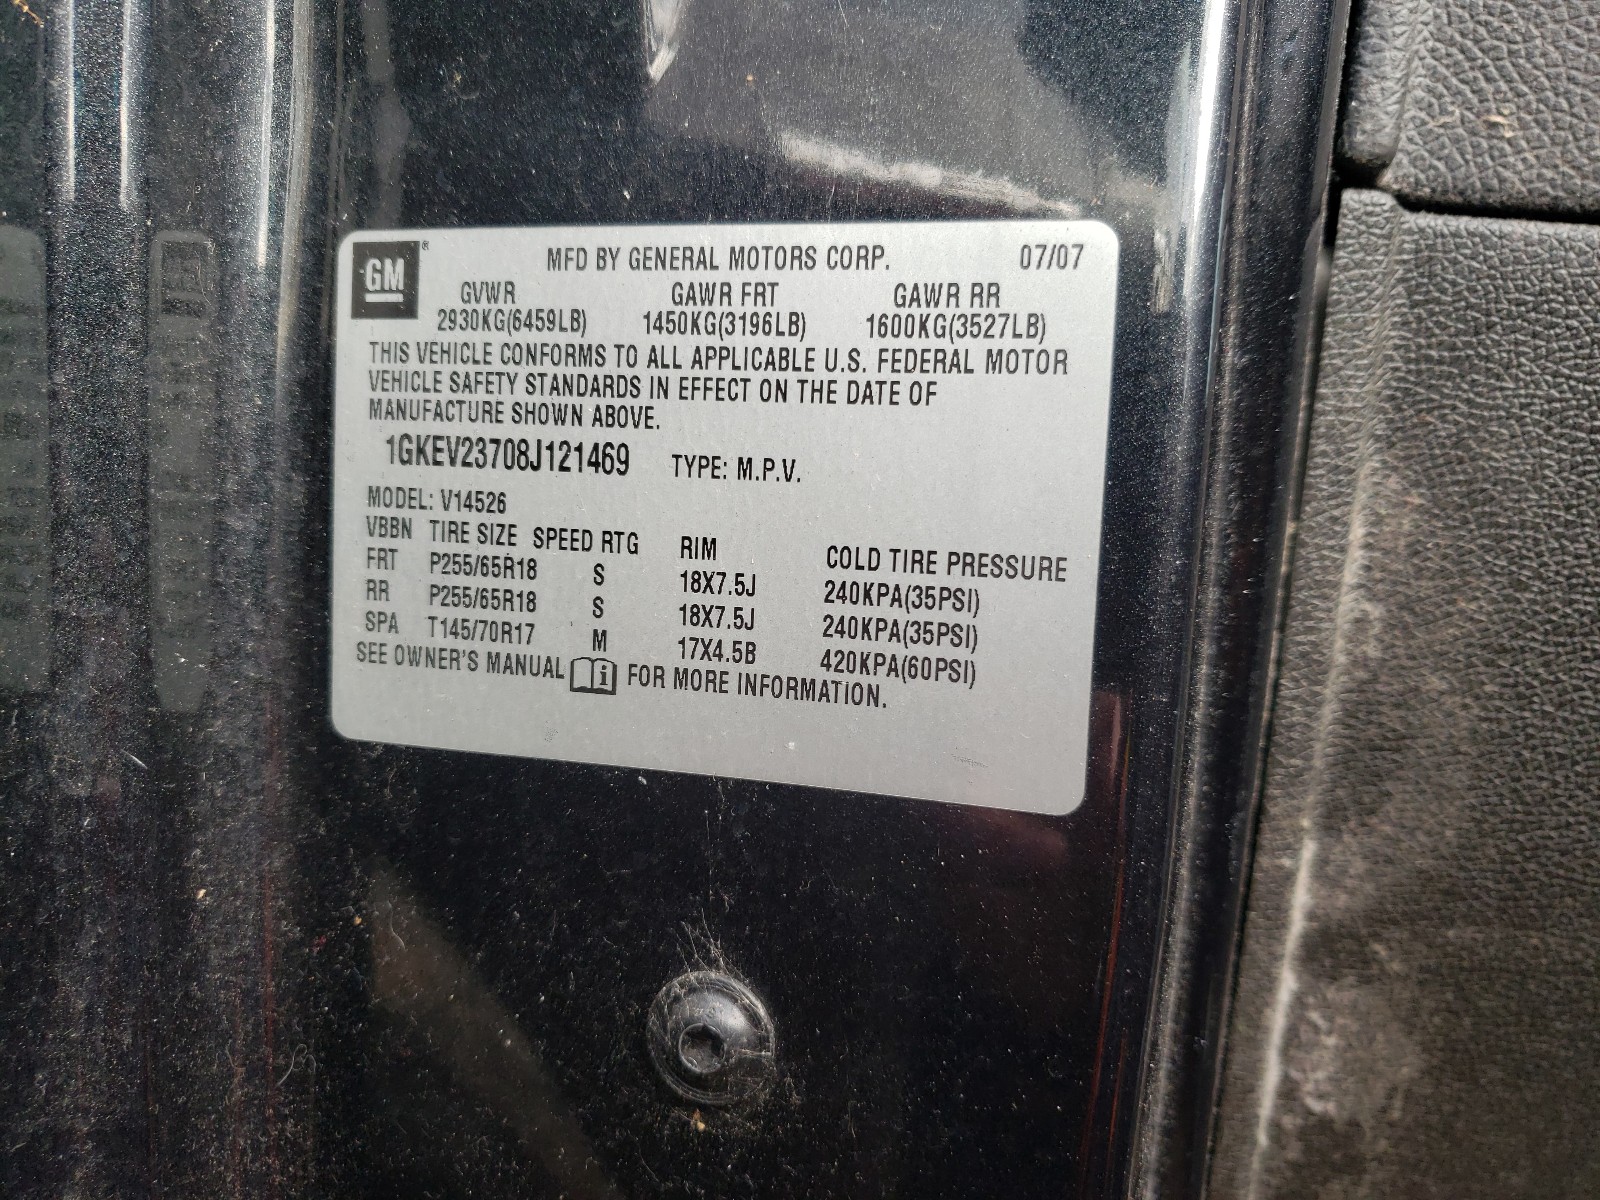 GM ® MFD BY GENERAL MOTORS CORP. 07/07
GVWR GAWR FRT GAWR RR
2930KG(6459LB) 1450KG(3196LB) 1600KG(3527LB)
THIS VEHICLE CONFORMS TO ALL APPLICABLE U.S. FEDERAL MOTOR
VEHICLE SAFETY STANDARDS IN EFFECT ON THE DATE OF
MANUFACTURE SHOWN ABOVE.
1GKEV23708J121469 TYPE: M.P.V.
MODEL: V14526
VBBN TIRE SIZE SPEED RTG RIM COLD TIRE PRESSURE
FRT P255/65R18 S 18X7.5J 240KPA(35PSI)
RR P255/65R18 S 18X7.5J 240KPA(35PSI)
SPA T145/70R17 M 17X4.5B 420KPA(60PSI)
SEE OWNER'S MANUAL i FOR MORE INFORMATION.